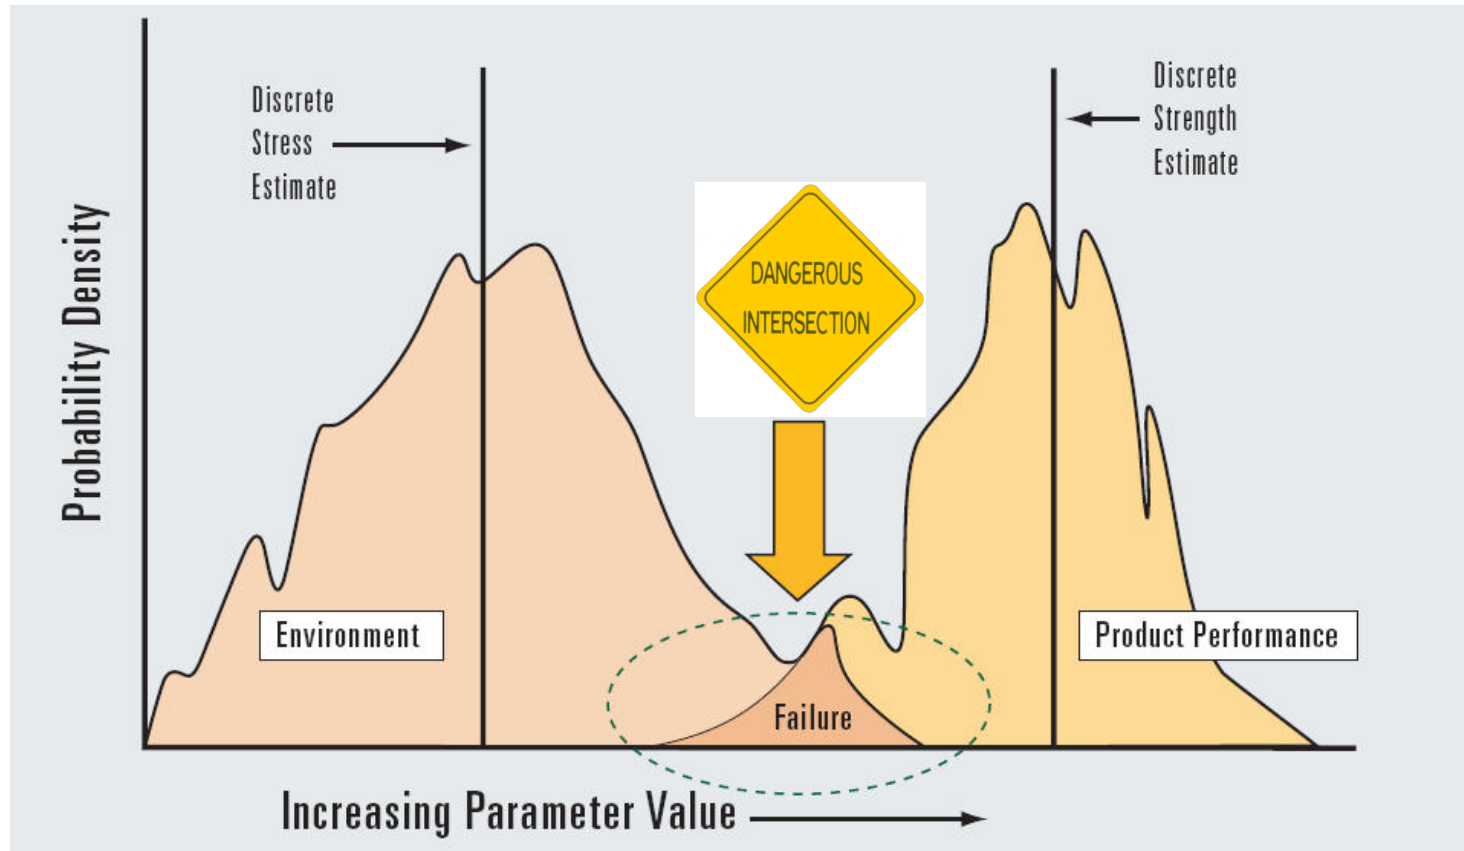 Discrete
Stress
Estimate
Discrete
Strength
Estimate
DANGEROUS
INTERSECTION
Probability Density
Environment
Product Performance
Failure
Increasing Parameter Value